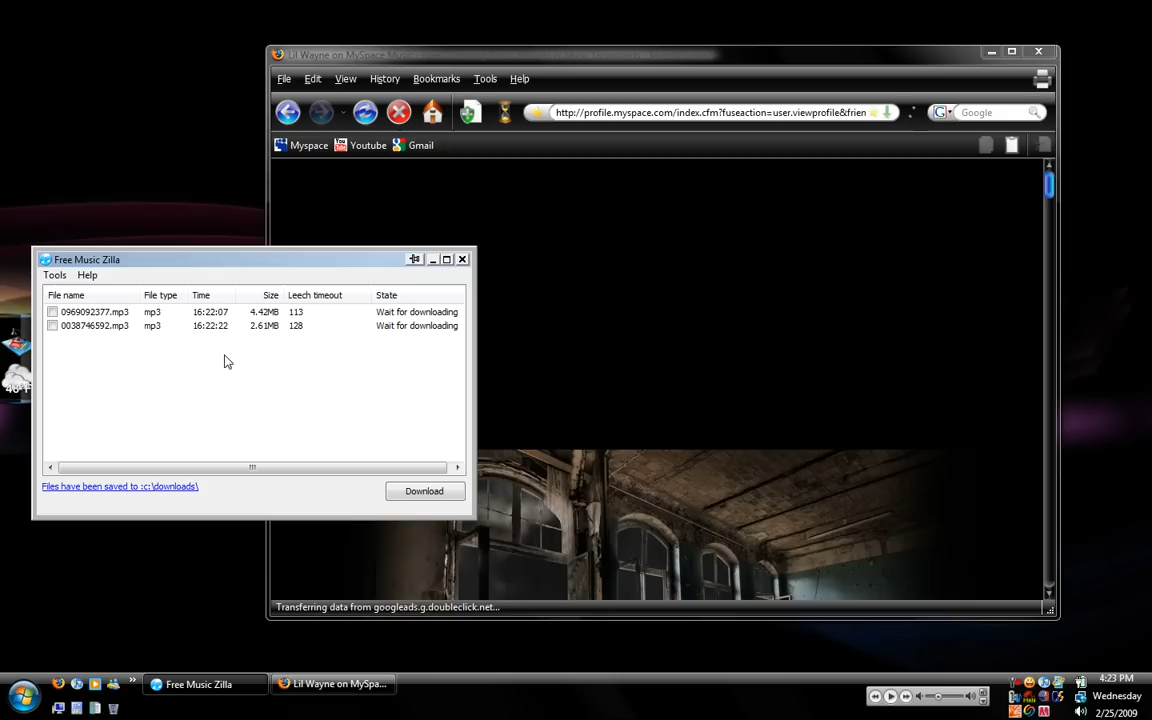 Lil Wayne on MySpace Music
File Edit View History Bookmarks Tools Help
http://profile.myspace.com/index.cfm?fuseaction=user.viewprofile&frien
Google
Myspace Youtube Gmail
Free Music Zilla
Tools Help
File name File type Time Size Leech timeout State
0969092377.mp3 mp3 16:22:07 4.42MB 113 Wait for downloading
0038746592.mp3 mp3 16:22:22 2.61MB 128 Wait for downloading
Files have been saved to :c:\downloads\
Download
Transferring data from googleads.g.doubleclick.net...
Free Music Zilla
Lil Wayne on MySpa...
4:23 PM
Wednesday
2/25/2009